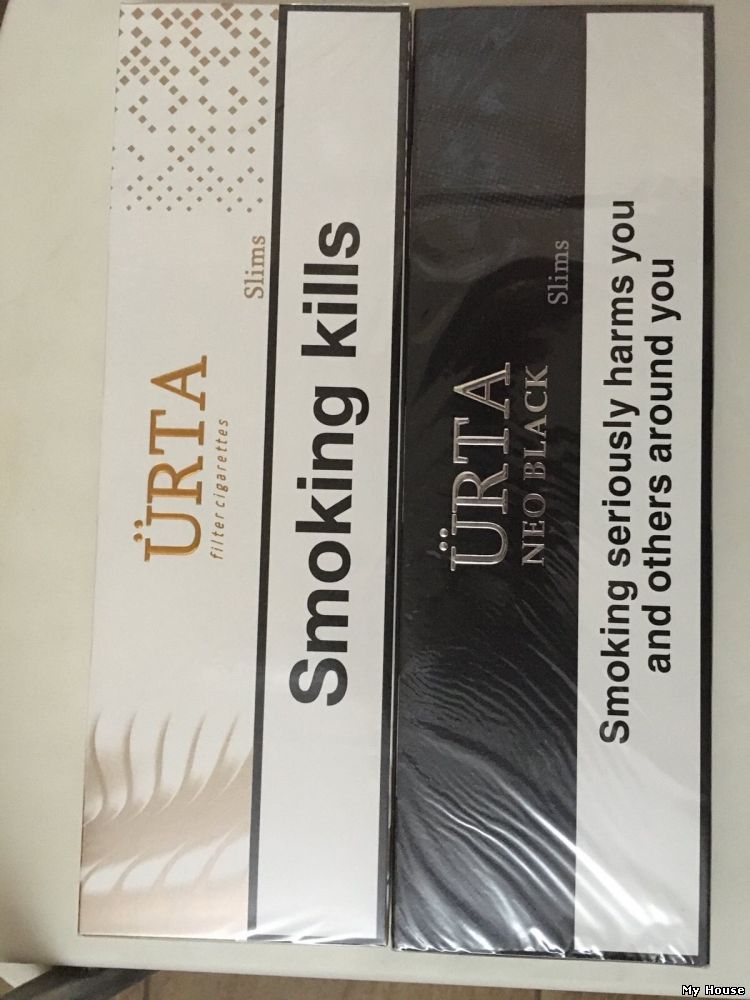 ÜRTA
filter cigarettes
Slims
Smoking kills
ÜRTA
NEO BLACK
Slims
Smoking seriously harms you
and others around you
My House